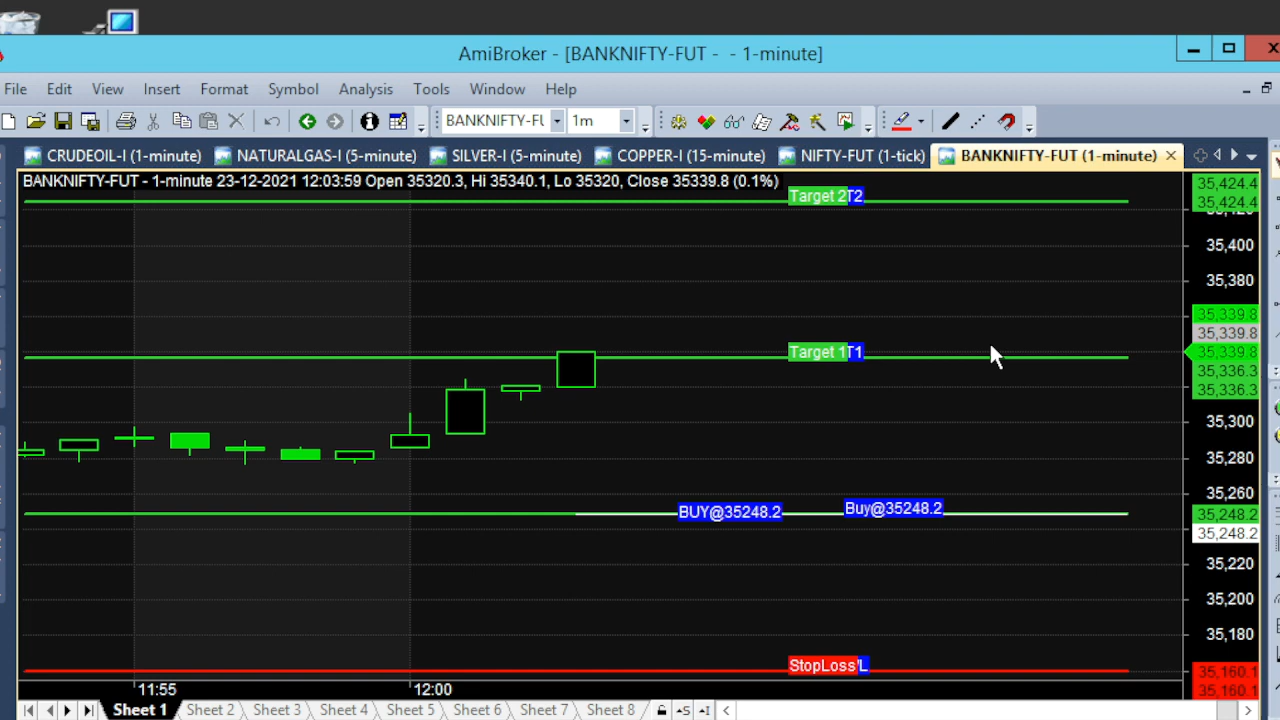 AmiBroker - [BANKNIFTY-FUT - - 1-minute]
File Edit View Insert Format Symbol Analysis Tools Window Help
BANKNIFTY-FU 1m
CRUDEOIL-I (1-minute) NATURALGAS-I (5-minute) SILVER-I (5-minute) COPPER-I (15-minute) NIFTY-FUT (1-tick) BANKNIFTY-FUT (1-minute)
BANKNIFTY-FUT - 1-minute 23-12-2021 12:03:59 Open 35320.3, Hi 35340.1, Lo 35320, Close 35339.8 (0.1%)
35,424.4
Target 2 T2
35,424.4
35,400
35,380
35,339.8
35,339.8
Target 1 T1
35,339.8
35,336.3
35,336.3
35,300
35,280
35,260
BUY@35248.2 Buy@35248.2
35,248.2
35,248.2
35,220
35,200
35,180
StopLoss L
35,160.1
35,160.1
11:55 12:00
Sheet 1 Sheet 2 Sheet 3 Sheet 4 Sheet 5 Sheet 6 Sheet 7 Sheet 8